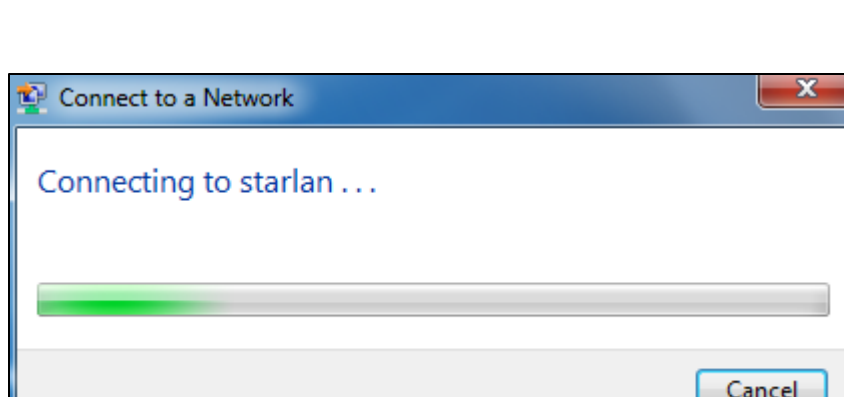 Connect to a Network
Connecting to starlan . . .
Cancel